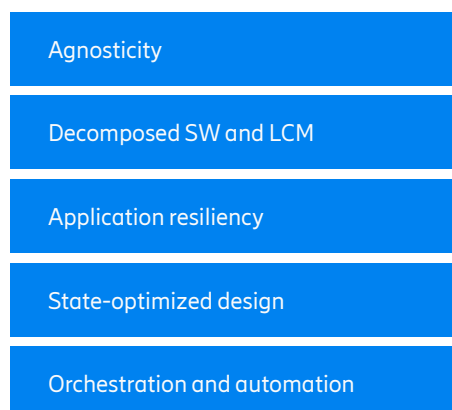 Agnosticity
Decomposed SW and LCM
Application resiliency
State-optimized design
Orchestration and automation